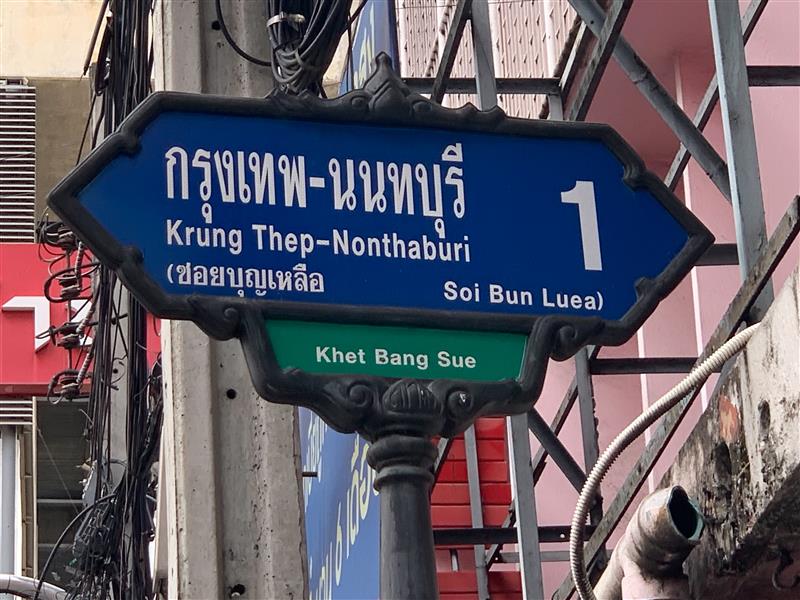 กรุงเทพ-นนทบุรี 1
Krung Thep-Nonthaburi
(ซอยบุญเหลือ Soi Bun Luea)
Khet Bang Sue